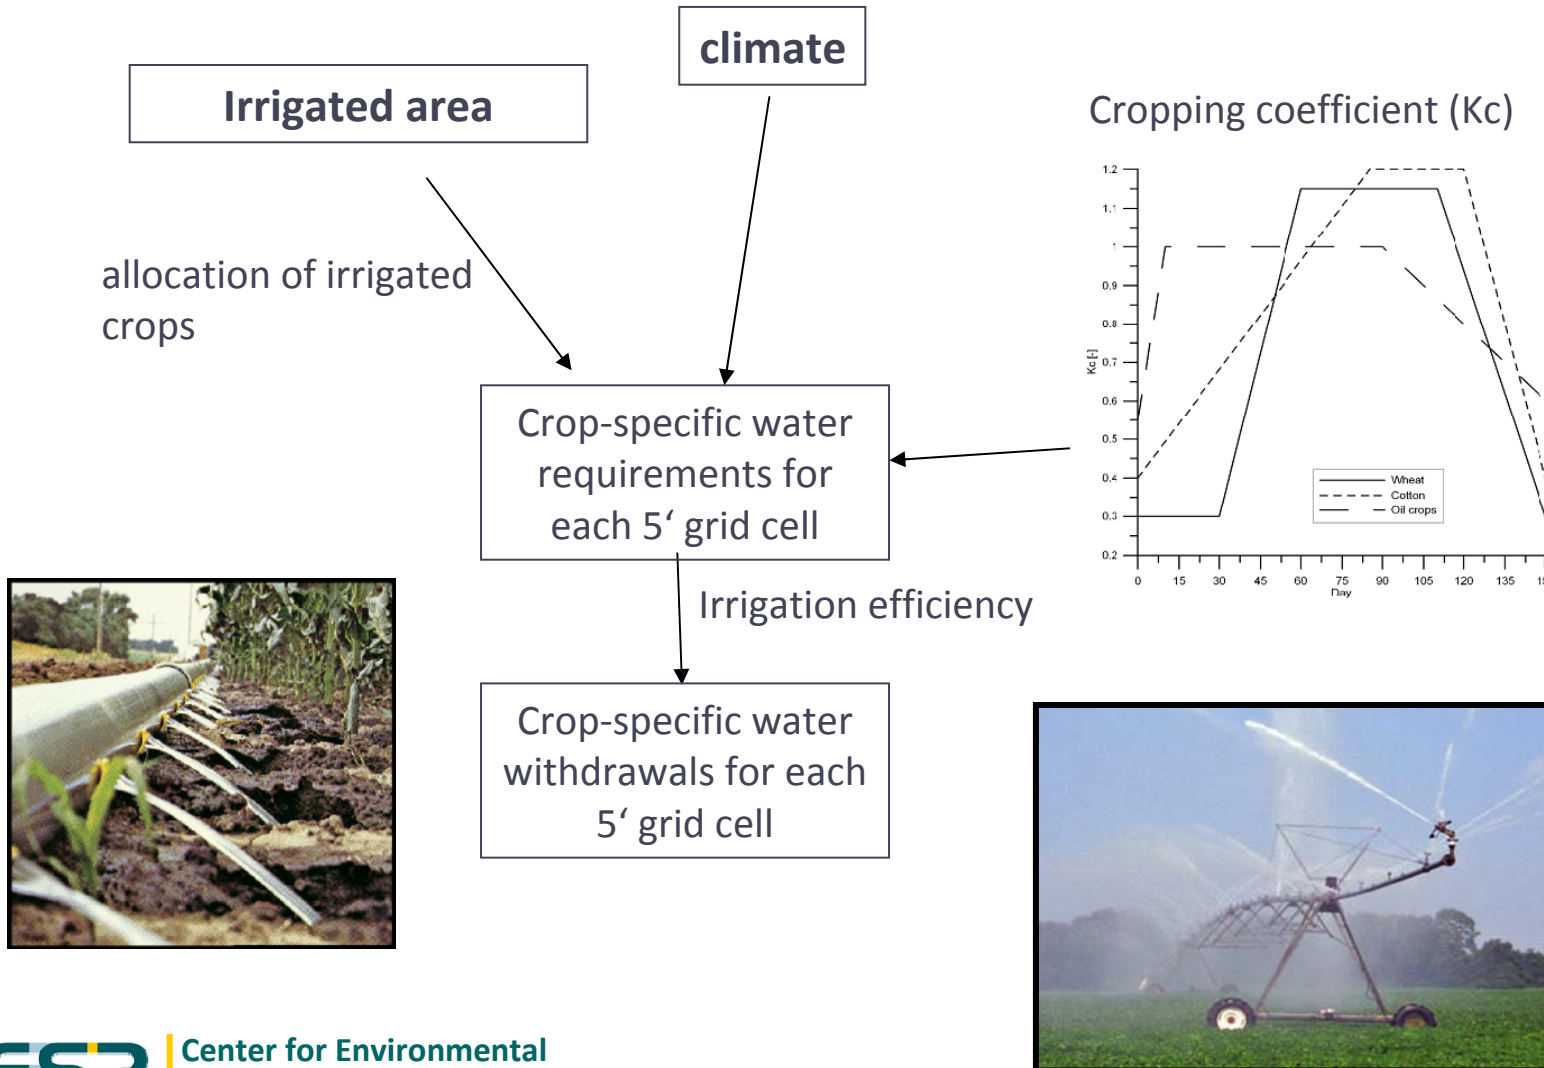 climate
Irrigated area
Cropping coefficient (Kc)
allocation of irrigated
crops
1.2
1.1
1
0.9
0.8
0.7
0.6
0.5
0.4
0.3
0.2
Kc [-]
Wheat
Cotton
Oil crops
0 15 30 45 60 75 90 105 120 135
Day
Crop-specific water
requirements for
each 5‘ grid cell
Irrigation efficiency
Crop-specific water
withdrawals for each
5‘ grid cell
Center for Environmental